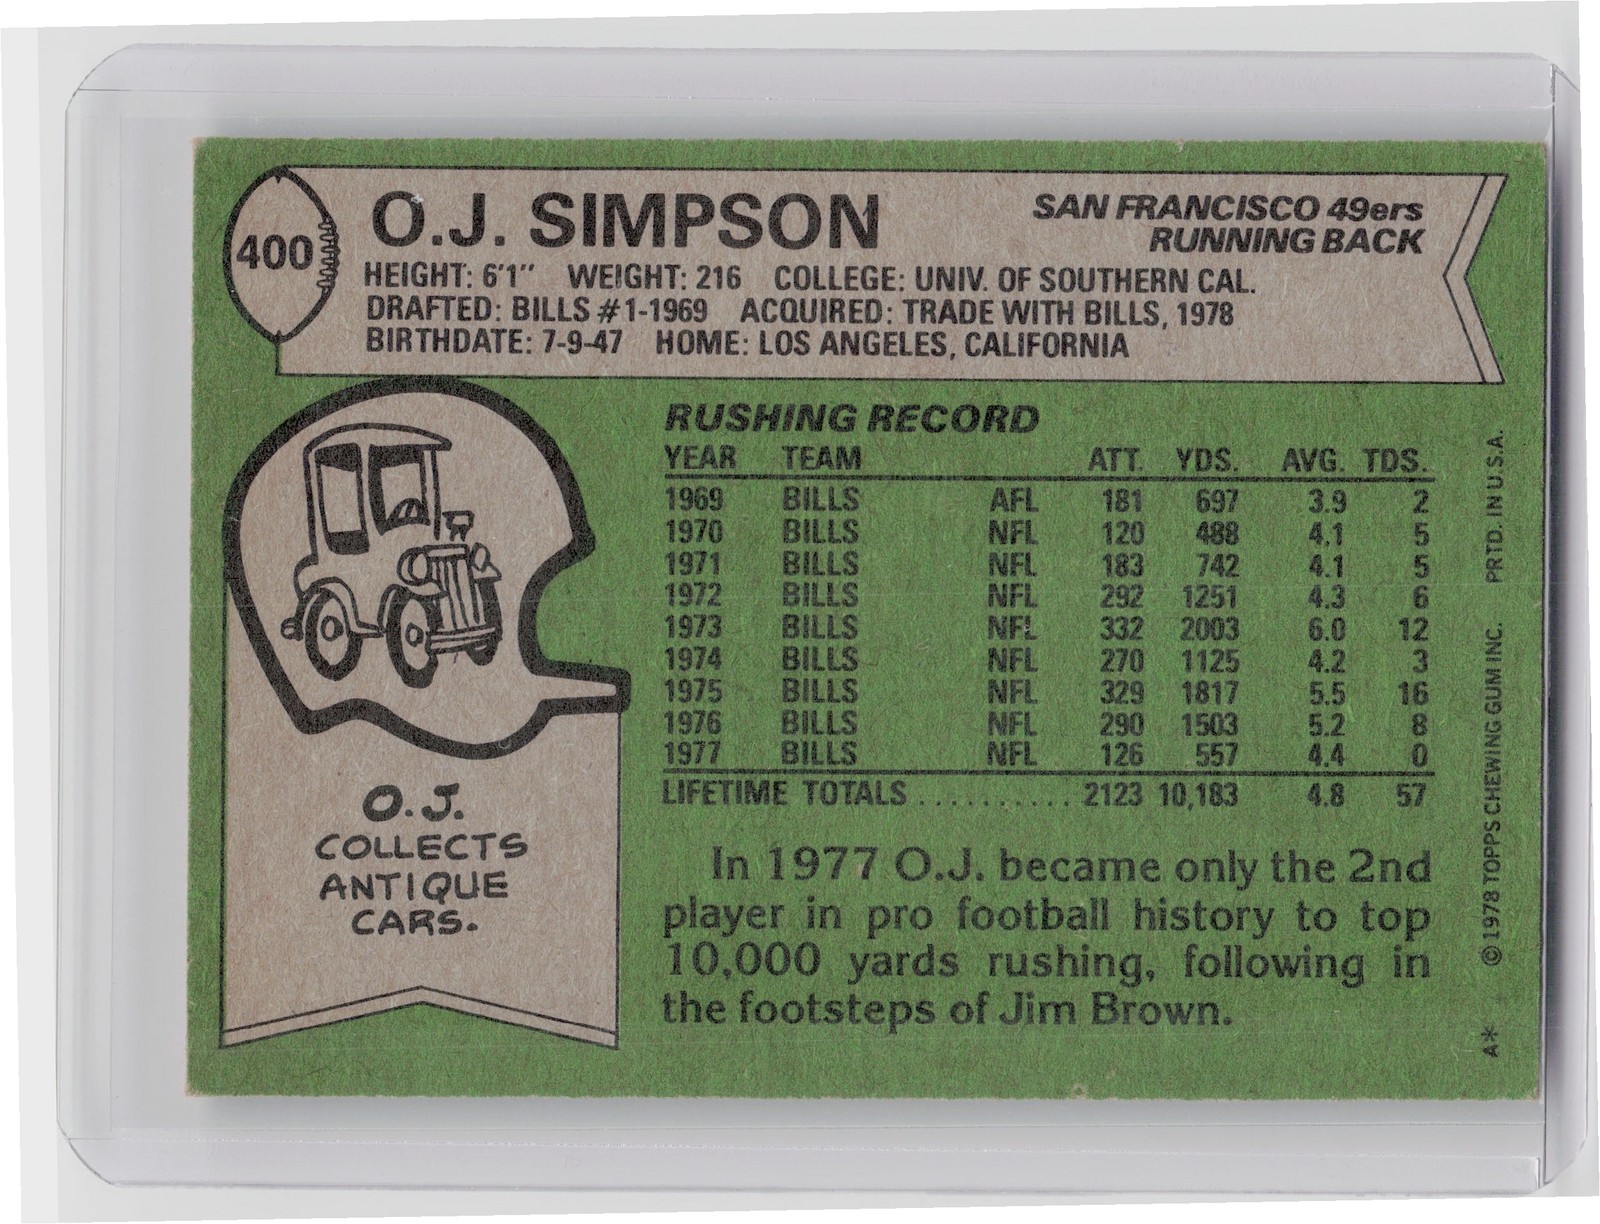 400
O.J. SIMPSON
SAN FRANCISCO 49ers
RUNNING BACK
HEIGHT: 6'1" WEIGHT: 216 COLLEGE: UNIV. OF SOUTHERN CAL.
DRAFTED: BILLS #1-1969 ACQUIRED: TRADE WITH BILLS, 1978
BIRTHDATE: 7-9-47 HOME: LOS ANGELES, CALIFORNIA
RUSHING RECORD
YEAR TEAM ATT. YDS. AVG. TDS.
1969 BILLS AFL 181 697 3.9 2
1970 BILLS NFL 120 488 4.1 5
1971 BILLS NFL 183 742 4.1 5
1972 BILLS NFL 292 1251 4.3 6
1973 BILLS NFL 332 2003 6.0 12
1974 BILLS NFL 270 1125 4.2 3
1975 BILLS NFL 329 1817 5.5 16
1976 BILLS NFL 290 1503 5.2 8
1977 BILLS NFL 126 557 4.4 0
LIFETIME TOTALS .......... 2123 10,183 4.8 57
O.J.
COLLECTS
ANTIQUE
CARS.
In 1977 O.J. became only the 2nd
player in pro football history to top
10,000 yards rushing, following in
the footsteps of Jim Brown.
A* ©1978 TOPPS CHEWING GUM INC. PRTD. IN U.S.A.